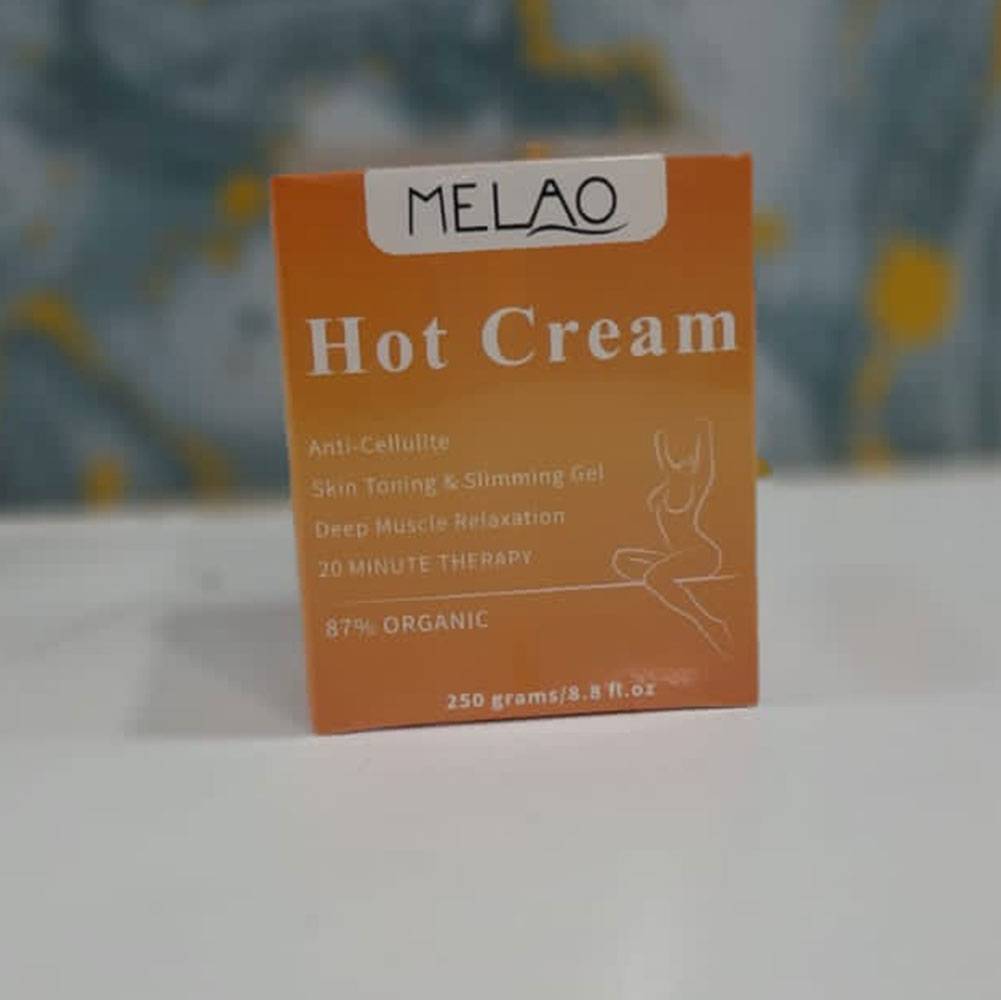 MELAO
Hot Cream
Anti-Cellulite
Skin Toning & Slimming Gel
Deep Muscle Relaxation
20 MINUTE THERAPY
87% ORGANIC
250 grams/8.8 fl.oz